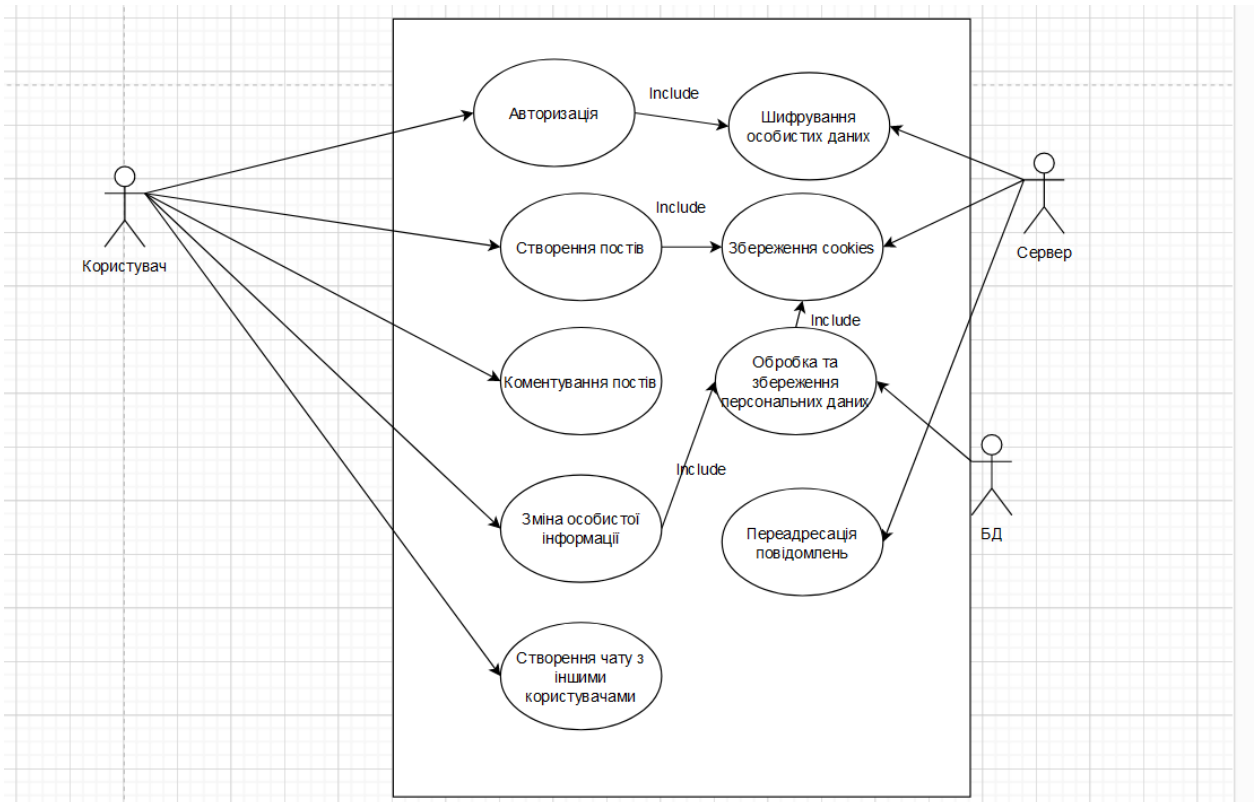 Авторизація
Include
Шифрування
особистих даних
Користувач
Створення постів
Include
Збереження cookies
Сервер
Include
Коментування постів
Обробка та
збереження
персональних даних
Include
Зміна особистої
інформації
Переадресація
повідомлень
БД
Створення чату з
іншими
користувачами